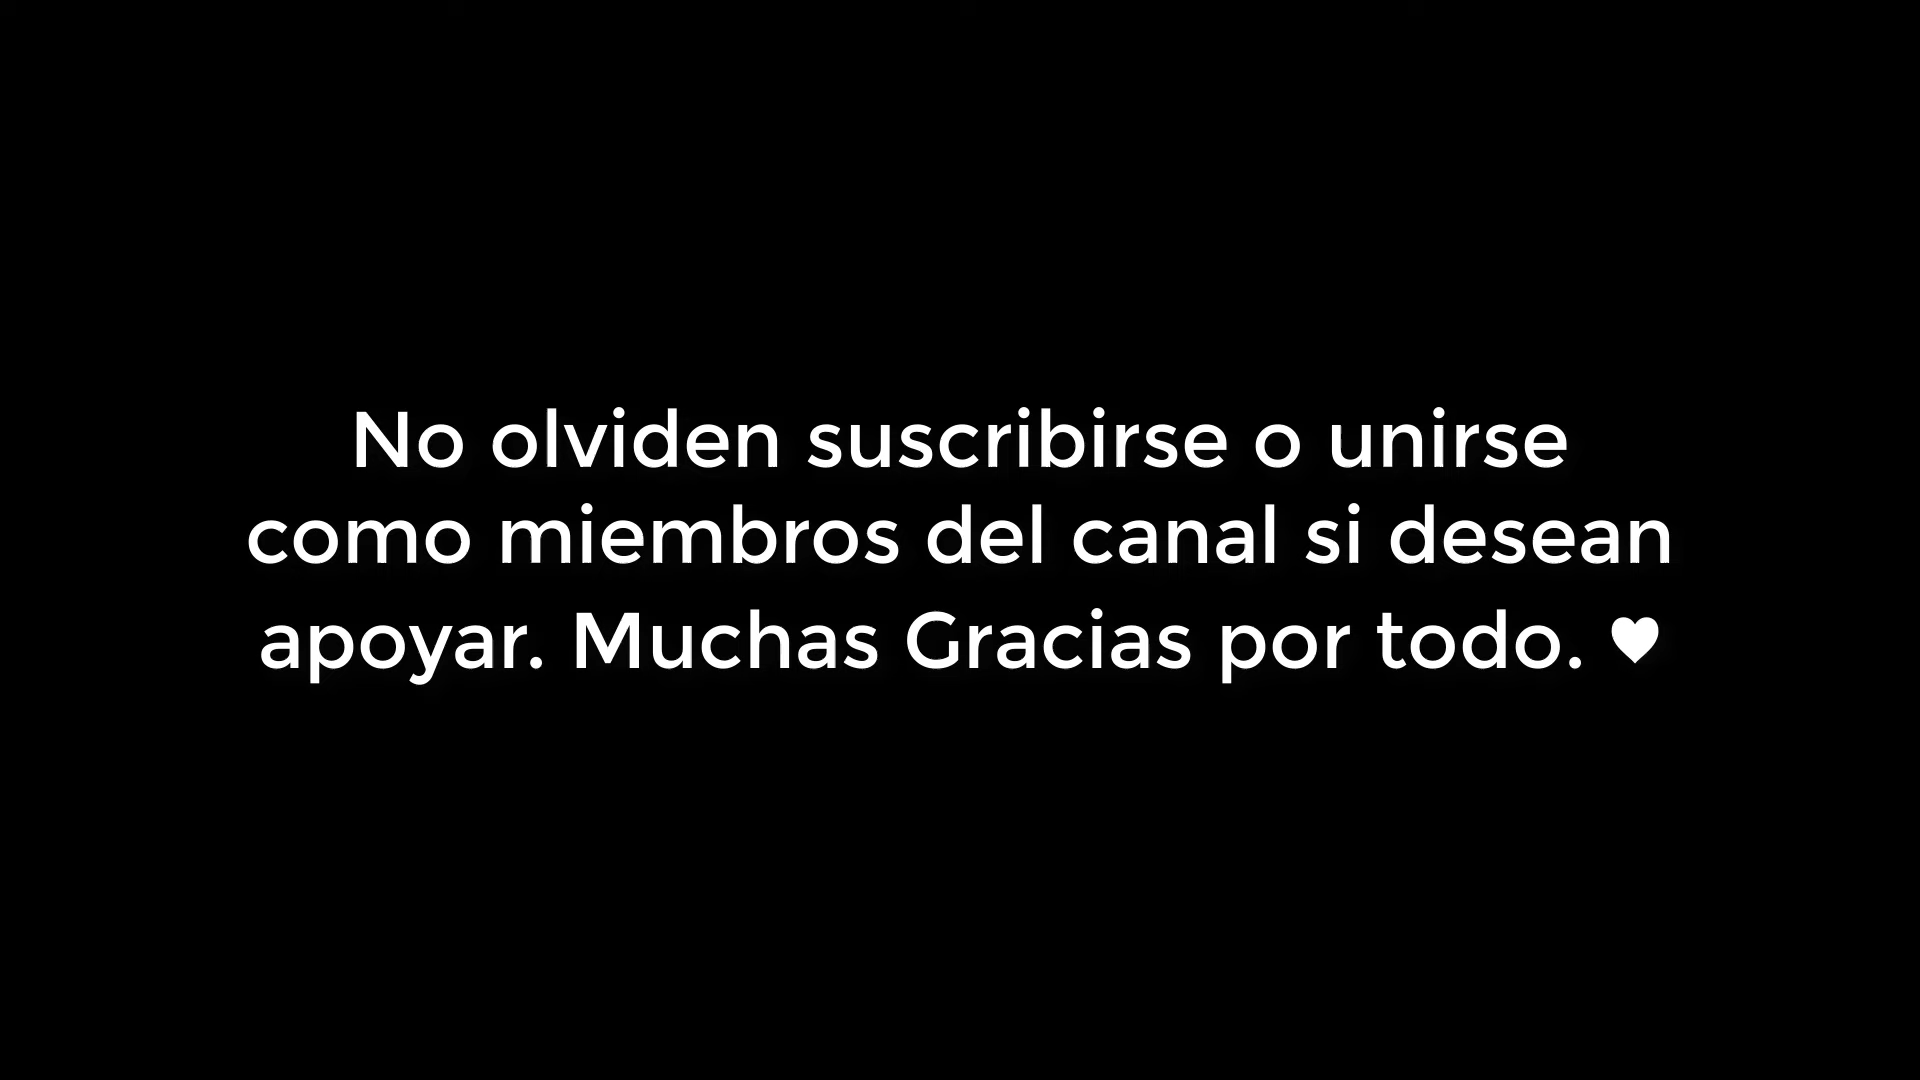 No olviden suscribirse o unirse
como miembros del canal si desean
apoyar. Muchas Gracias por todo. ♥